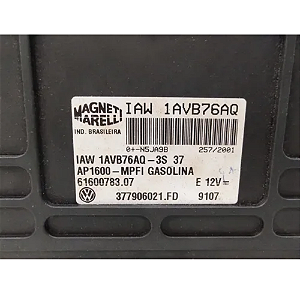 MAGNETI MARELLI
IAW 1AVB76AQ
IND. BRASILEIRA
0+-N5JA9B 257/2001
IAW 1AVB76AQ-3S 37
AP1600-MPFI GASOLINA
61600783.07 E 12V=
377906021.FD 9107